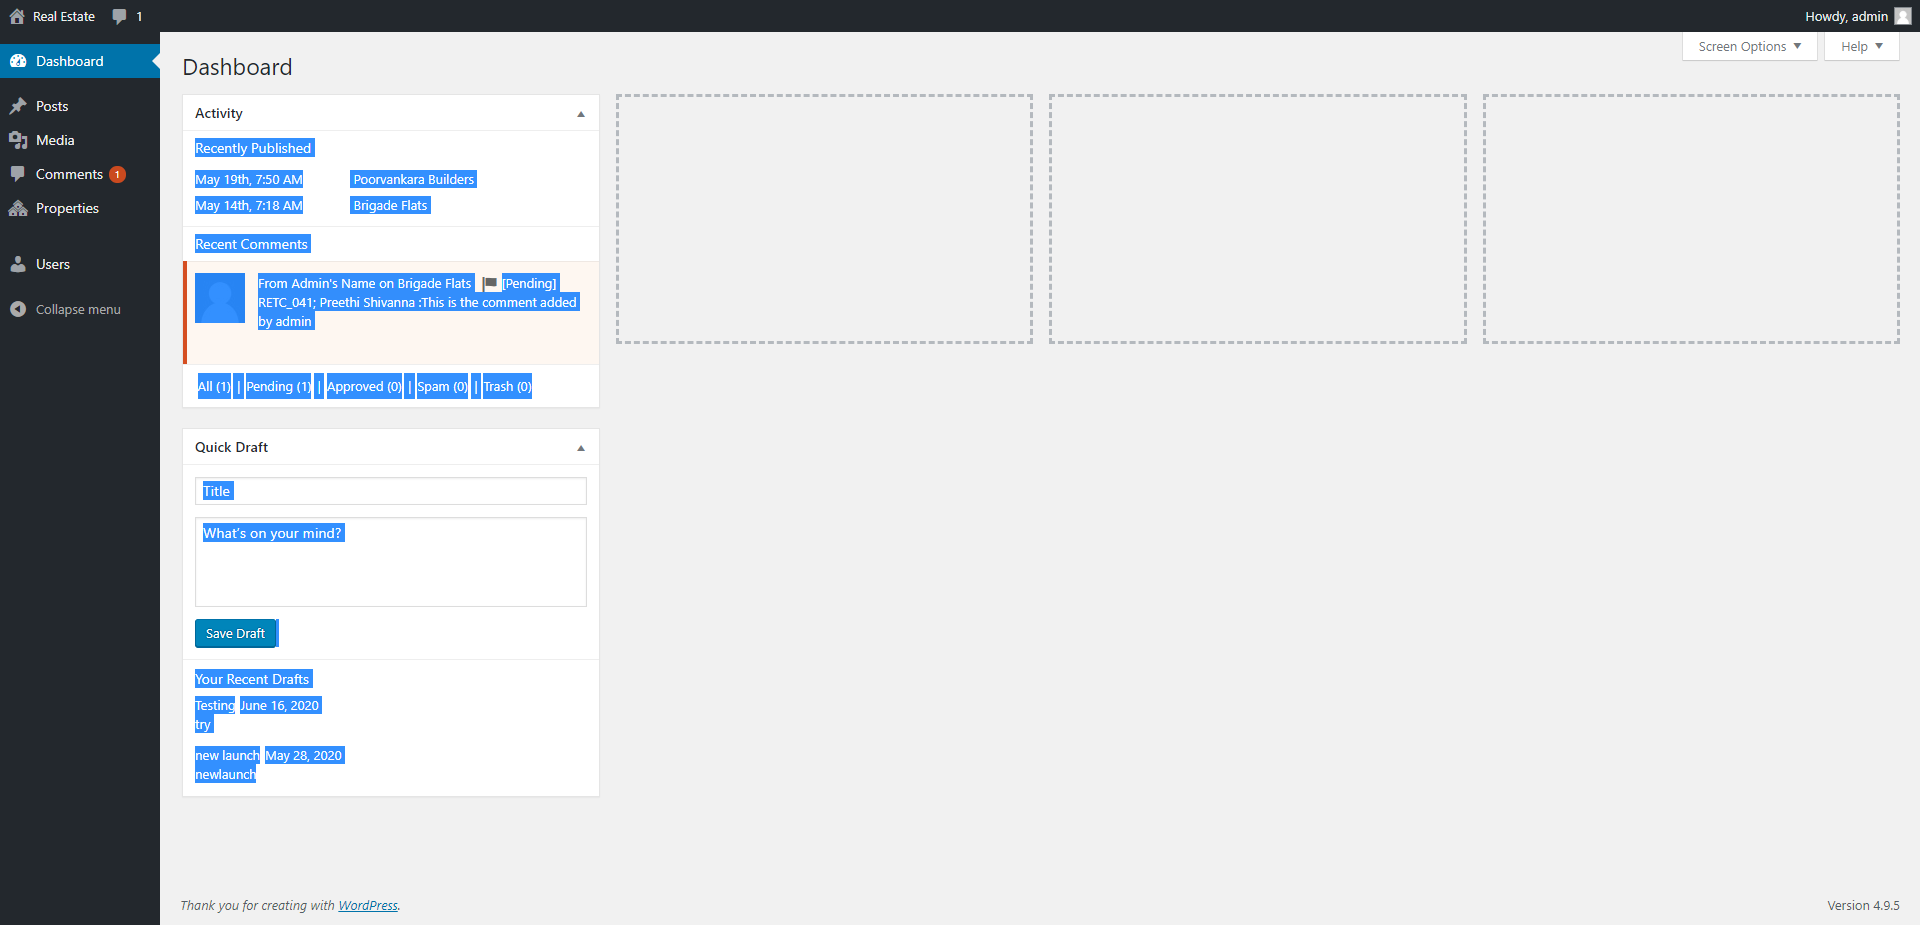 Real Estate 1 Howdy, admin
Screen Options Help
Dashboard
Posts
Media
Comments 1
Properties
Users
Collapse menu
Dashboard
Activity
Recently Published
May 19th, 7:50 AM Poorvankara Builders
May 14th, 7:18 AM Brigade Flats
Recent Comments
From Admin's Name on Brigade Flats [Pending]
RETC_041; Preethi Shivanna :This is the comment added
by admin
All (1) | Pending (1) | Approved (0) | Spam (0) | Trash (0)
Quick Draft
Title
What's on your mind?
Save Draft
Your Recent Drafts
Testing June 16, 2020
try
new launch May 28, 2020
newlaunch
Thank you for creating with WordPress.
Version 4.9.5